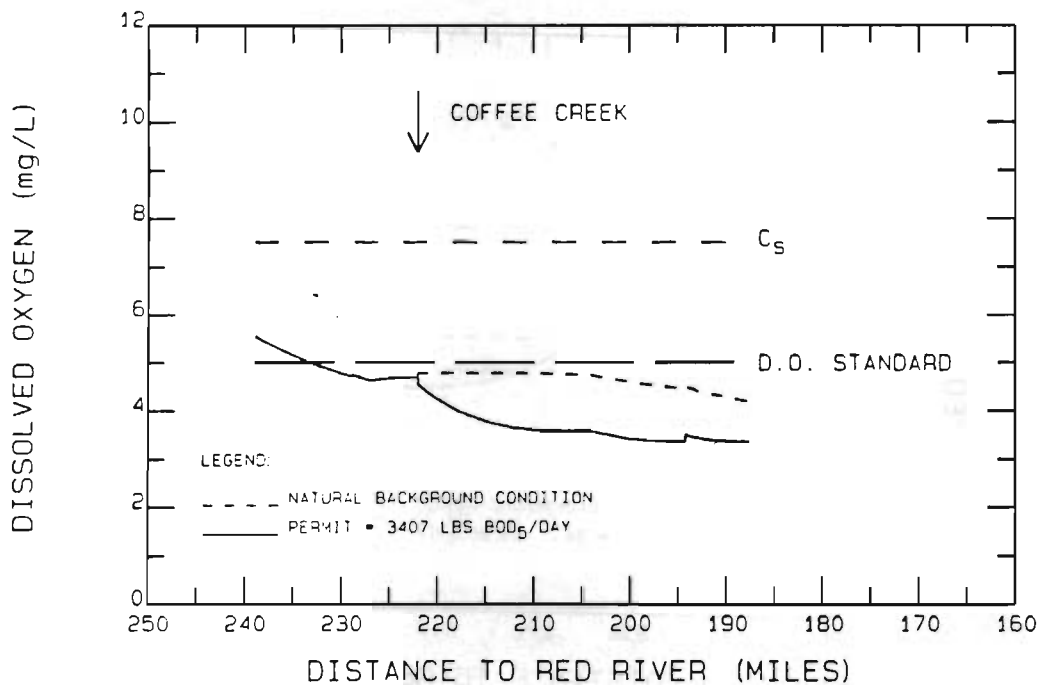 DISSOLVED OXYGEN (mg/L)
12
10
8
6
4
2
0
COFFEE CREEK
C_S
D.O. STANDARD
LEGEND:
NATURAL BACKGROUND CONDITION
PERMIT = 3407 LBS BOD₅/DAY
250 240 230 220 210 200 190 180 170 160
DISTANCE TO RED RIVER (MILES)